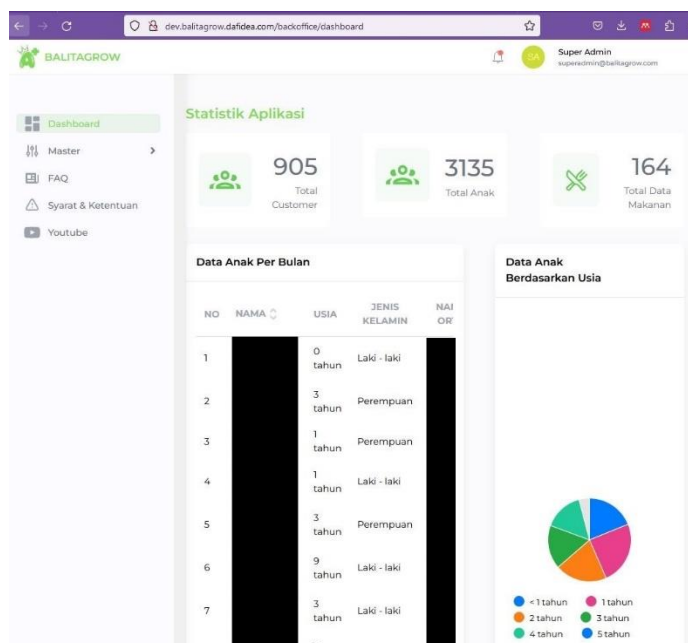 dev.balitagrow.dafidea.com/backoffice/dashboard
BALITAGROW
SA
Super Admin
superadmin@balitagrow.com
Dashboard
Master
FAQ
Syarat & Ketentuan
Youtube
Statistik Aplikasi
905
Total
Customer
3135
Total Anak
164
Total Data
Makanan
Data Anak Per Bulan
NO NAMA USIA JENIS KELAMIN NAI OR
1 0 tahun Laki - laki
2 3 tahun Perempuan
3 1 tahun Perempuan
4 1 tahun Laki - laki
5 3 tahun Perempuan
6 9 tahun Laki - laki
7 3 tahun Laki - laki
Data Anak
Berdasarkan Usia
< 1 tahun 1 tahun
2 tahun 3 tahun
4 tahun 5 tahun